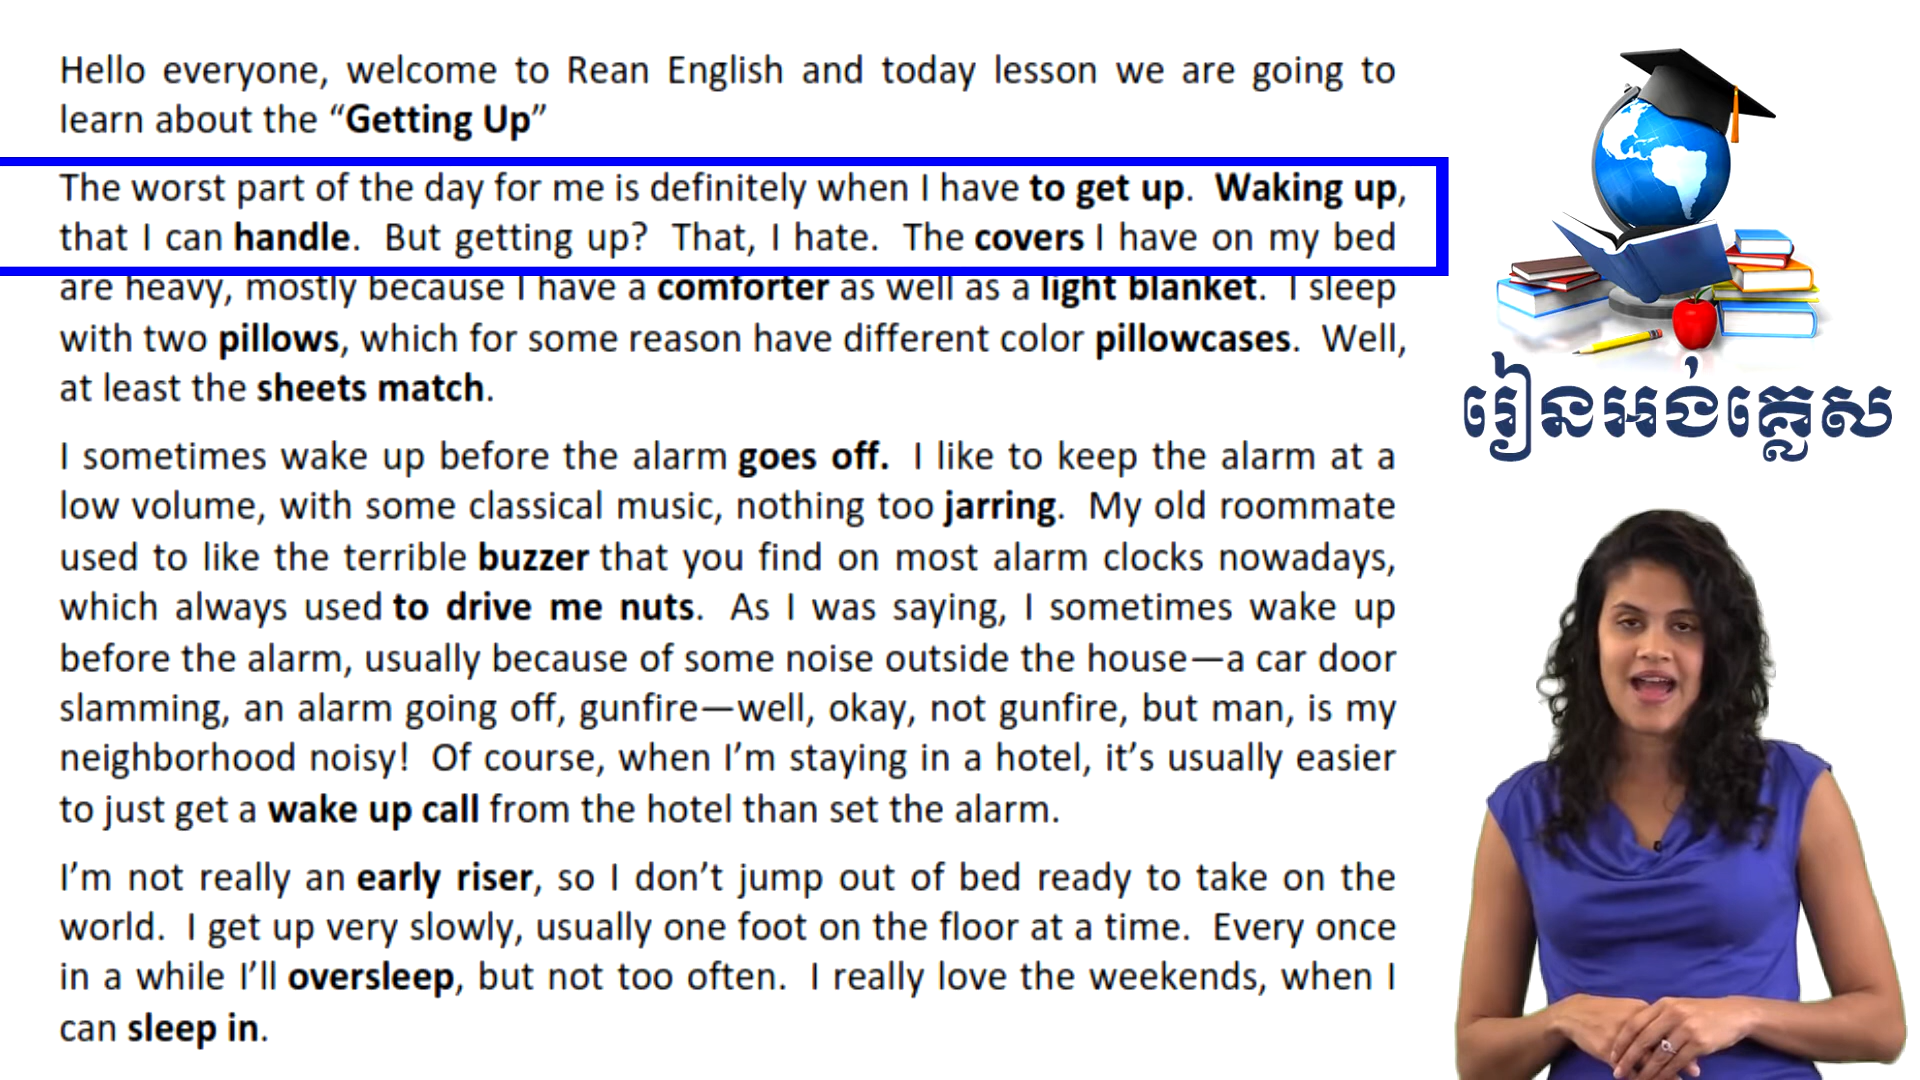 Hello everyone, welcome to Rean English and today lesson we are going to
learn about the “Getting Up”
The worst part of the day for me is definitely when I have to get up. Waking up,
that I can handle. But getting up? That, I hate. The covers I have on my bed
are heavy, mostly because I have a comforter as well as a light blanket. I sleep
with two pillows, which for some reason have different color pillowcases. Well,
at least the sheets match.
I sometimes wake up before the alarm goes off. I like to keep the alarm at a
low volume, with some classical music, nothing too jarring. My old roommate
used to like the terrible buzzer that you find on most alarm clocks nowadays,
which always used to drive me nuts. As I was saying, I sometimes wake up
before the alarm, usually because of some noise outside the house—a car door
slamming, an alarm going off, gunfire—well, okay, not gunfire, but man, is my
neighborhood noisy! Of course, when I’m staying in a hotel, it’s usually easier
to just get a wake up call from the hotel than set the alarm.
I’m not really an early riser, so I don’t jump out of bed ready to take on the
world. I get up very slowly, usually one foot on the floor at a time. Every once
in a while I’ll oversleep, but not too often. I really love the weekends, when I
can sleep in.
រៀនអង់គ្លេស